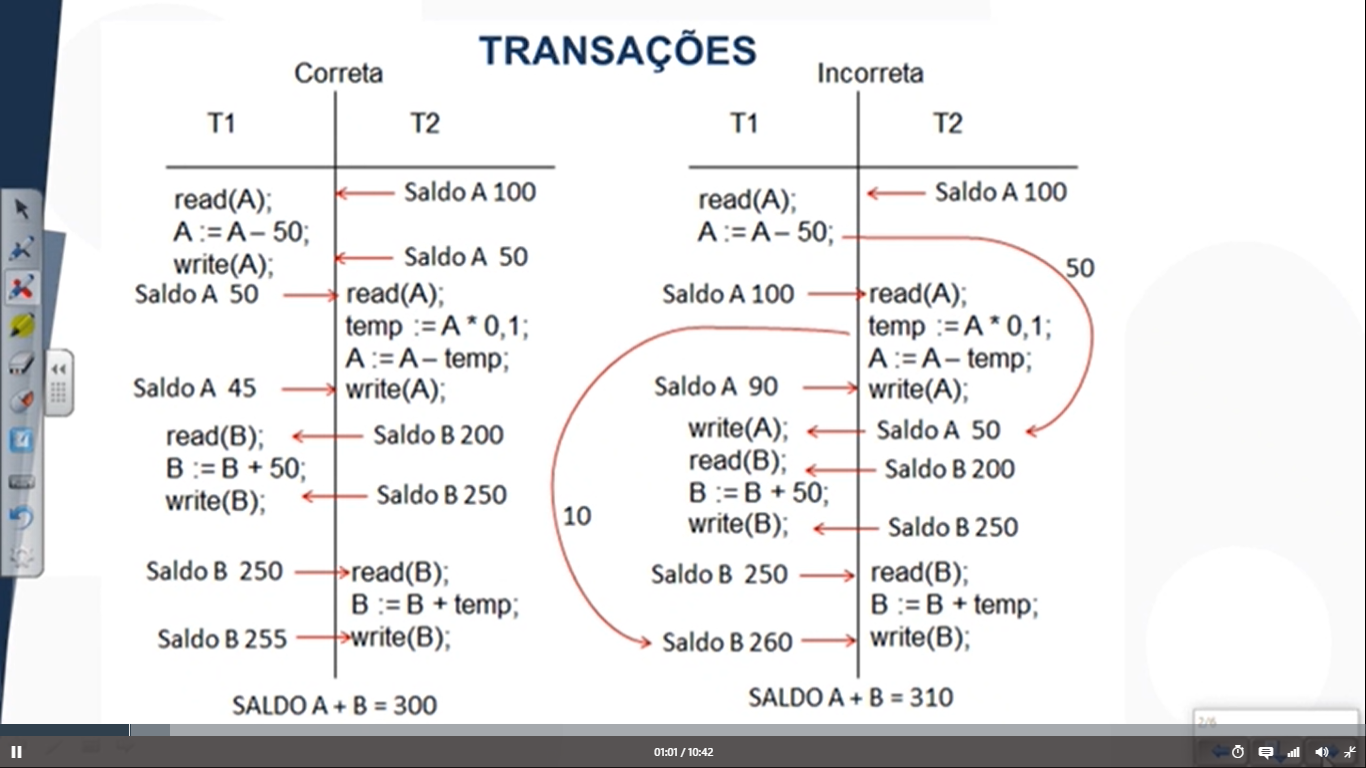 TRANSAÇÕES
Correta
T1
T2
read(A);
Saldo A 100
A := A – 50;
write(A);
Saldo A 50
Saldo A 50
read(A);
temp := A * 0,1;
A := A – temp;
Saldo A 45
write(A);
read(B);
Saldo B 200
B := B + 50;
write(B);
Saldo B 250
Saldo B 250
read(B);
B := B + temp;
Saldo B 255
write(B);
SALDO A + B = 300
Incorreta
T1
T2
read(A);
Saldo A 100
A := A – 50;
50
Saldo A 100
read(A);
temp := A * 0,1;
A := A – temp;
Saldo A 90
write(A);
write(A);
Saldo A 50
read(B);
Saldo B 200
B := B + 50;
10
write(B);
Saldo B 250
Saldo B 250
read(B);
B := B + temp;
Saldo B 260
write(B);
SALDO A + B = 310
2/6
01:01 / 10:42